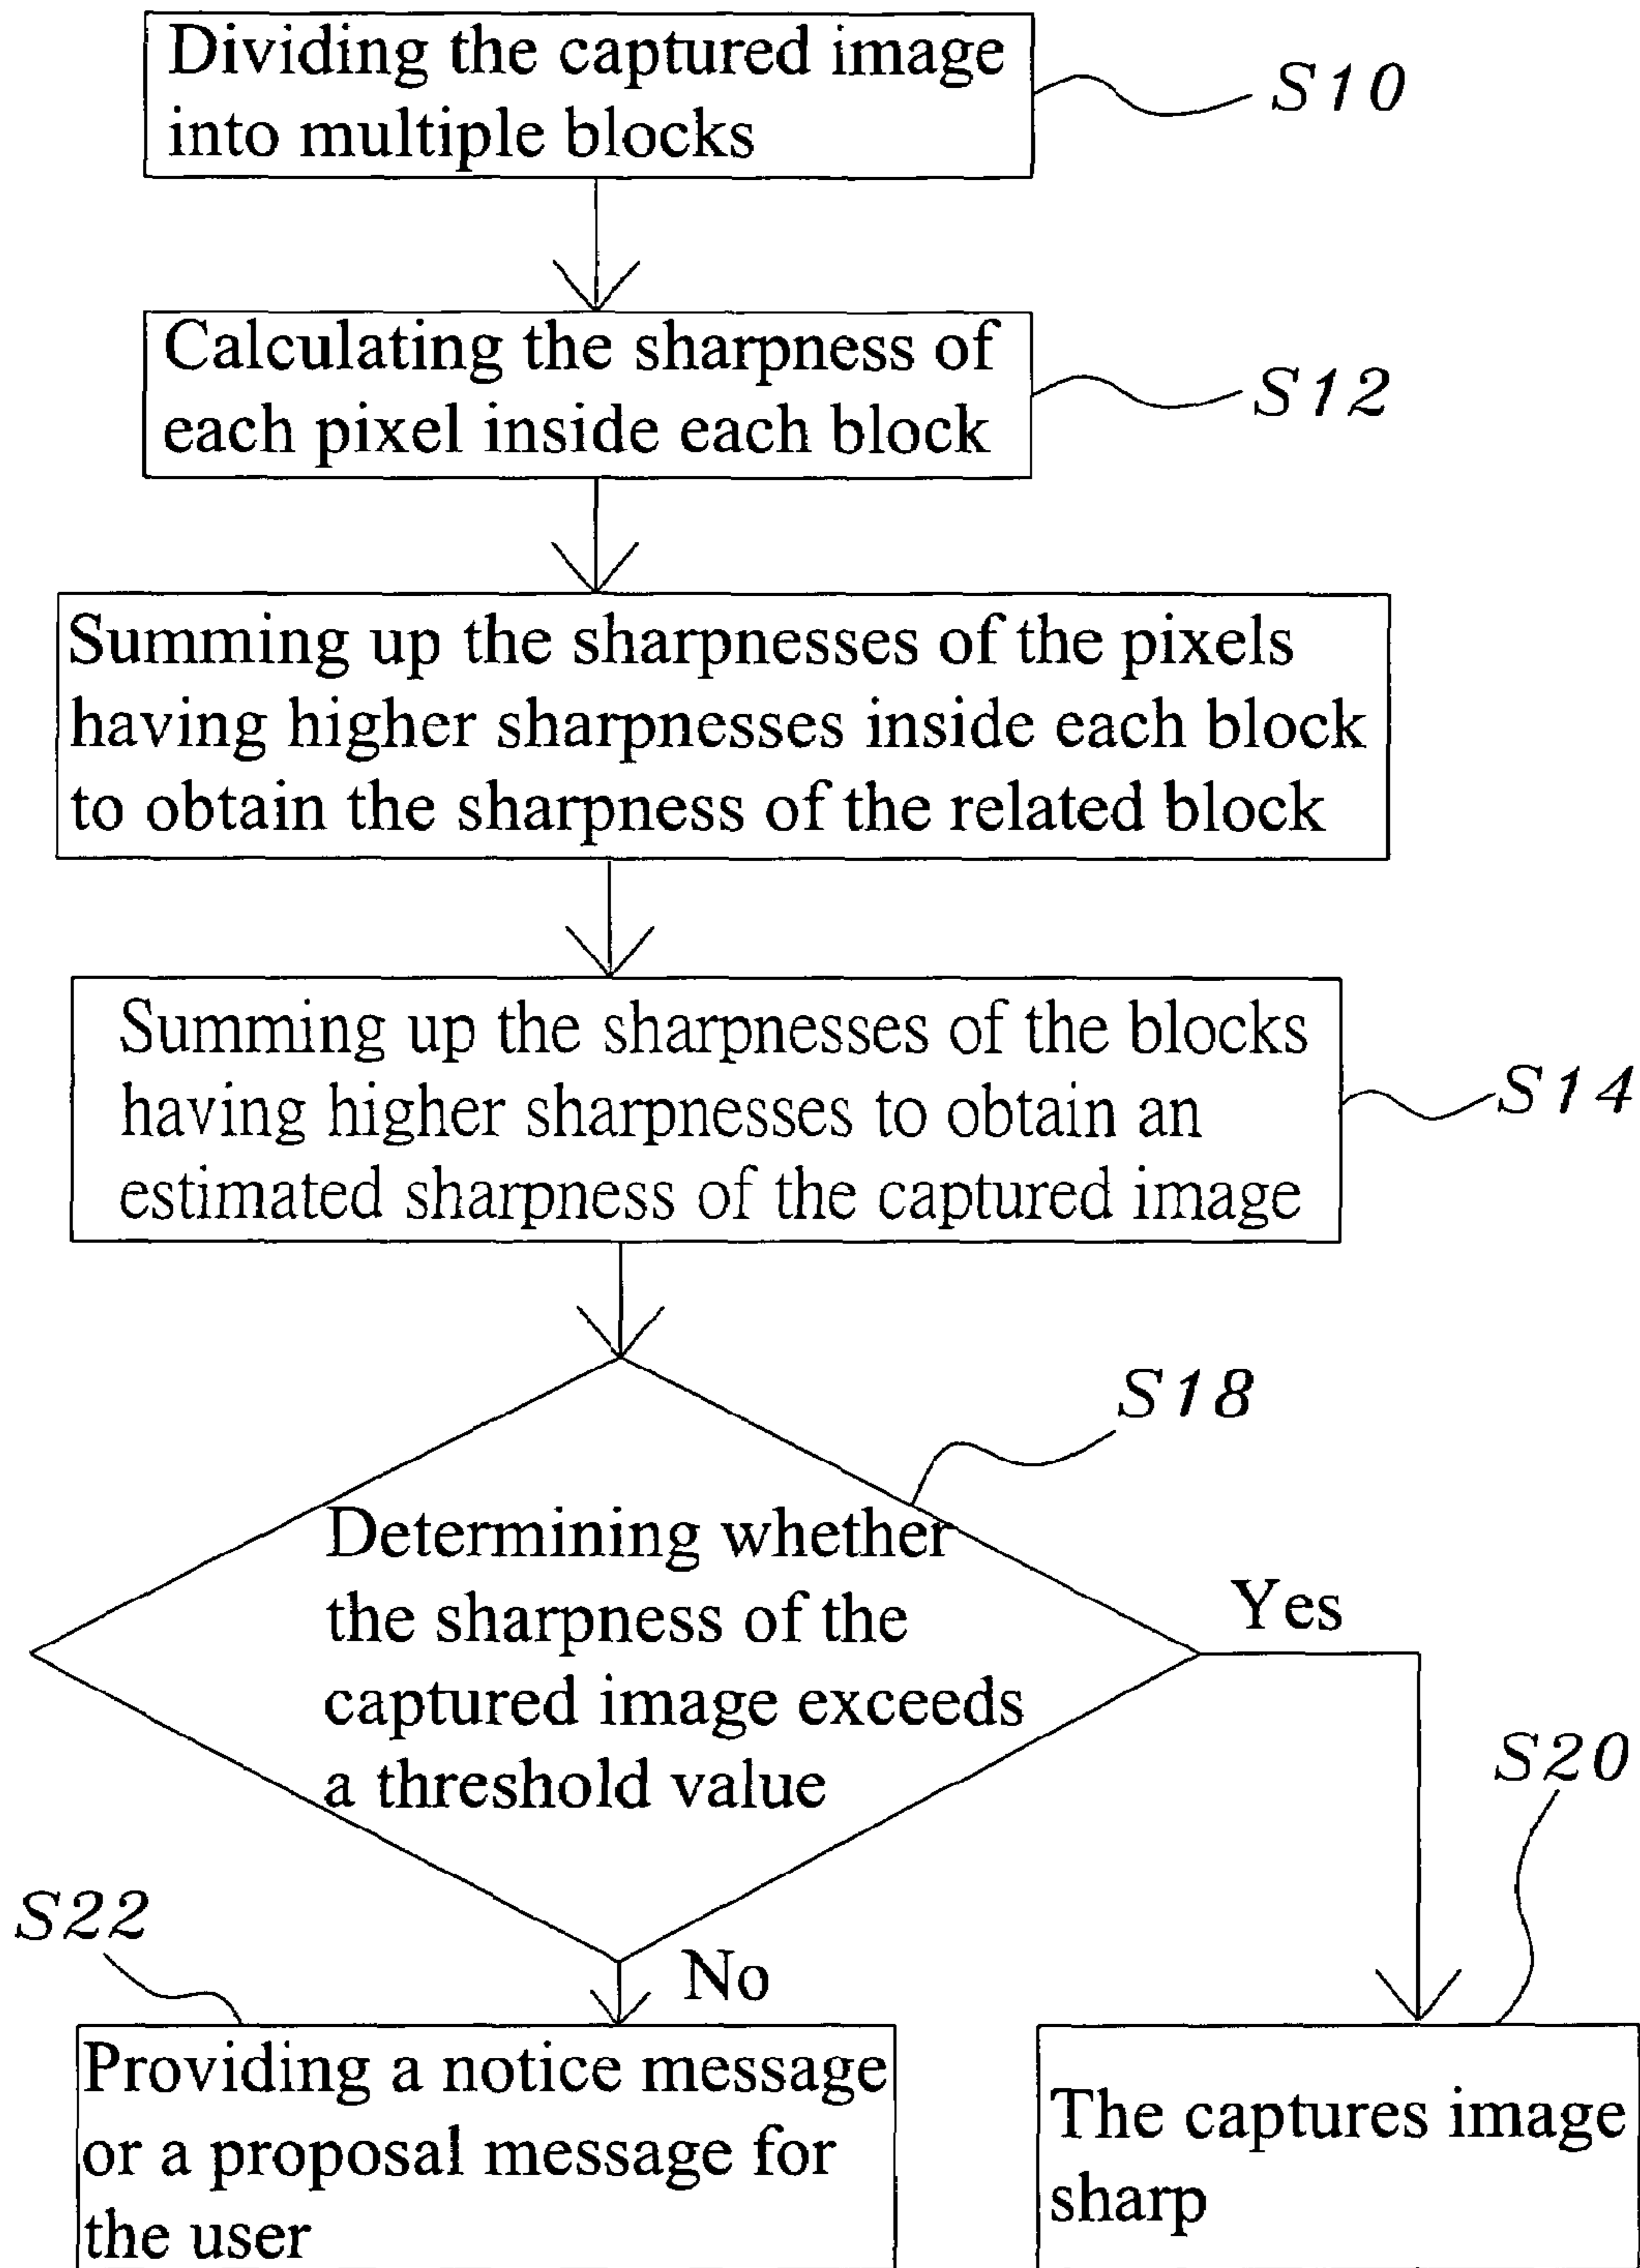 Dividing the captured image
into multiple blocks
S10
Calculating the sharpness of
each pixel inside each block
S12
Summing up the sharpnesses of the pixels
having higher sharpnesses inside each block
to obtain the sharpness of the related block
Summing up the sharpnesses of the blocks
having higher sharpnesses to obtain an
estimated sharpness of the captured image
S14
S18
Determining whether
the sharpness of the
captured image exceeds
a threshold value
Yes
S20
S22
No
Providing a notice message
or a proposal message for
the user
The captures image
sharp